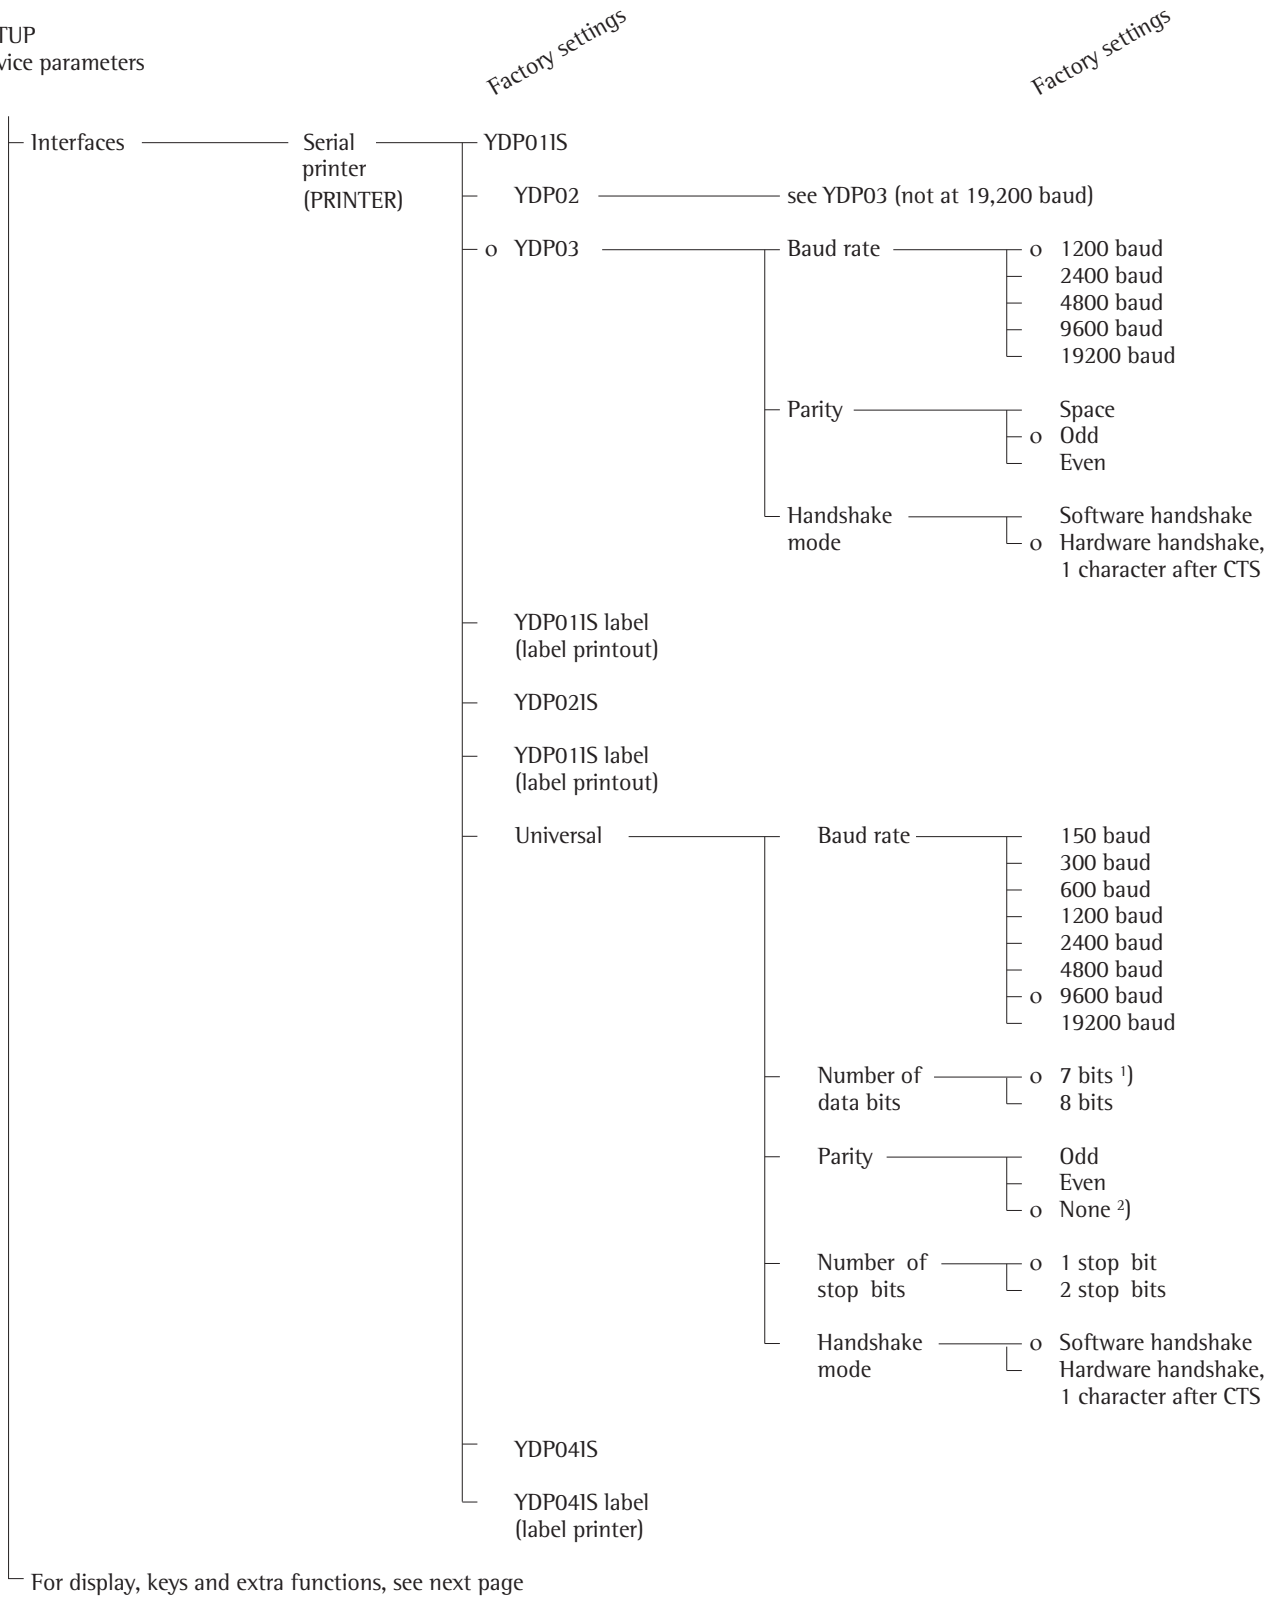 TUP
vice parameters
Factory settings
Factory settings
Interfaces
Serial
printer
(PRINTER)
YDP01IS
YDP02
see YDP03 (not at 19,200 baud)
o YDP03
Baud rate
o 1200 baud
2400 baud
4800 baud
9600 baud
19200 baud
Parity
Space
o Odd
Even
Handshake
mode
Software handshake
o Hardware handshake,
1 character after CTS
YDP01IS label
(label printout)
YDP02IS
YDP01IS label
(label printout)
Universal
Baud rate
150 baud
300 baud
600 baud
1200 baud
2400 baud
4800 baud
o 9600 baud
19200 baud
Number of
data bits
o 7 bits ¹)
8 bits
Parity
Odd
Even
o None ²)
Number of
stop bits
o 1 stop bit
2 stop bits
Handshake
mode
o Software handshake
Hardware handshake,
1 character after CTS
YDP04IS
YDP04IS label
(label printer)
For display, keys and extra functions, see next page